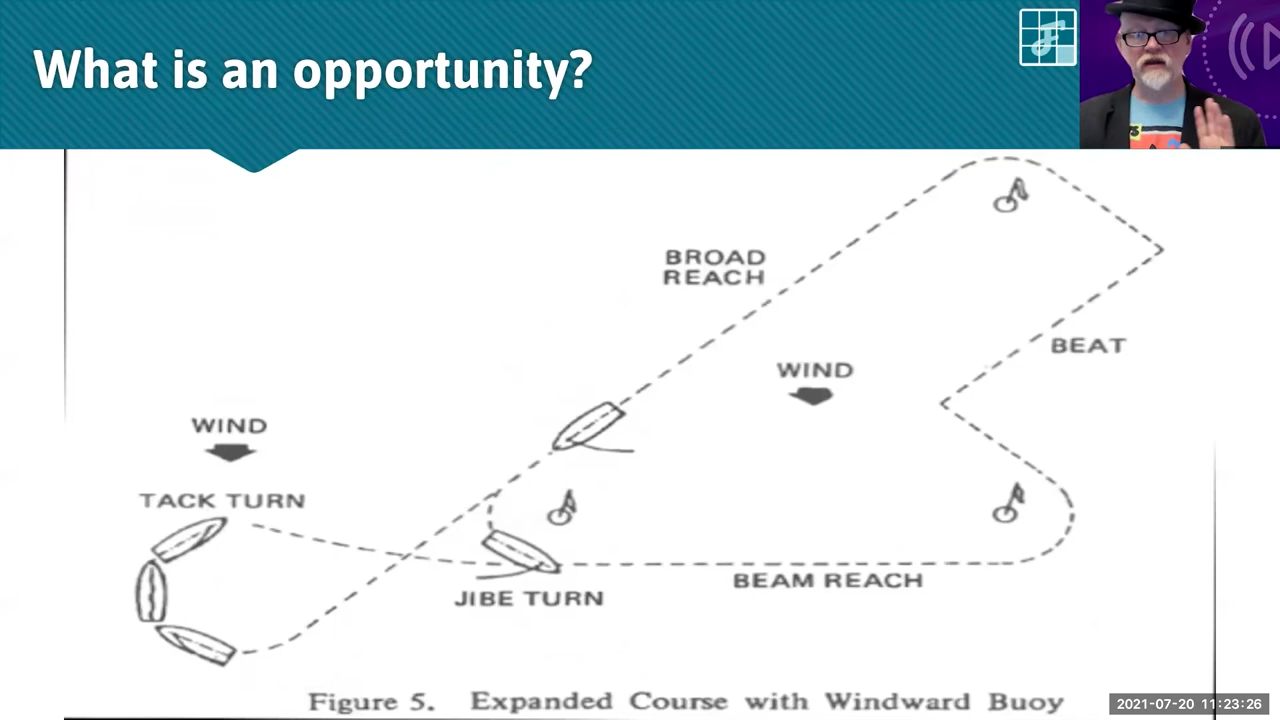 What is an opportunity?
BROAD
REACH
BEAT
WIND
WIND
TACK TURN
BEAM REACH
JIBE TURN
Figure 5. Expanded Course with Windward Buoy
2021-07-20 11:23:26